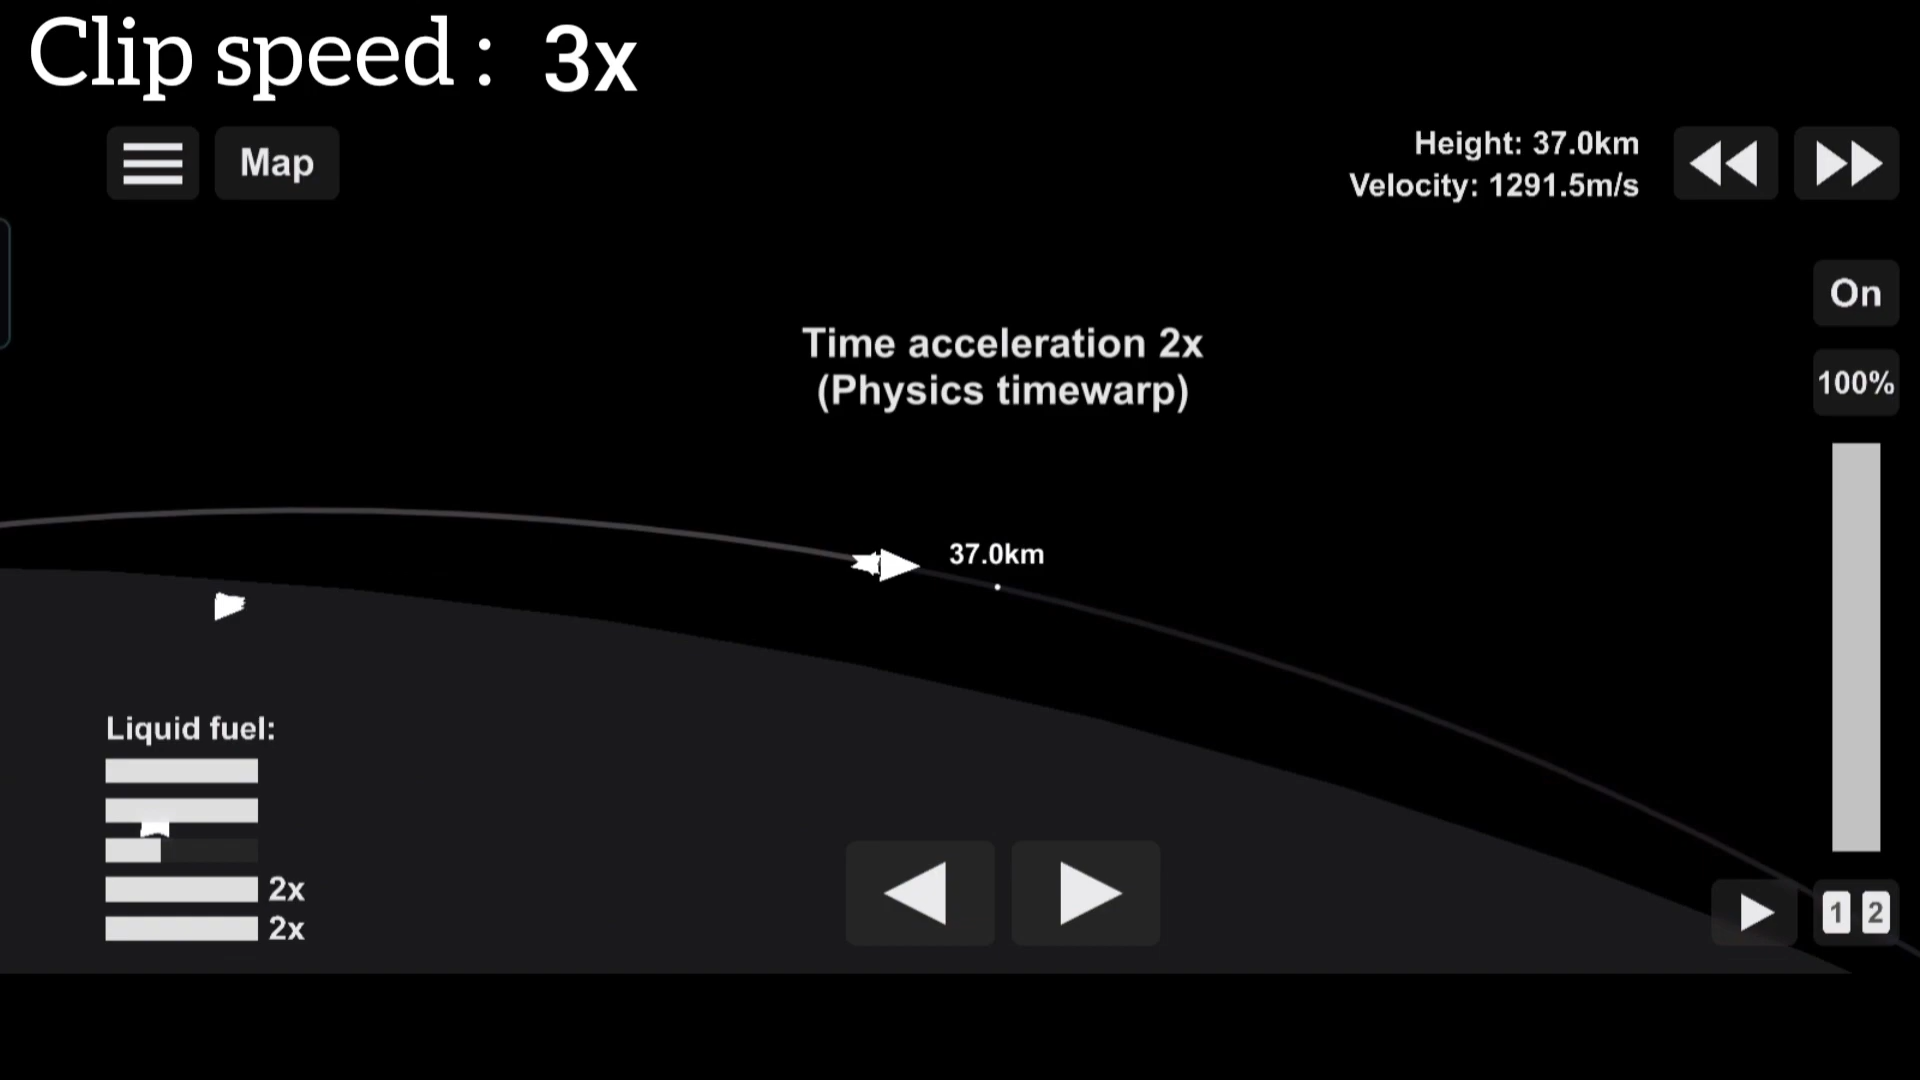 Clip speed : 3x
Map
Height: 37.0km
Velocity: 1291.5m/s
On
100%
Time acceleration 2x
(Physics timewarp)
37.0km
Liquid fuel:
2x
2x
1 2